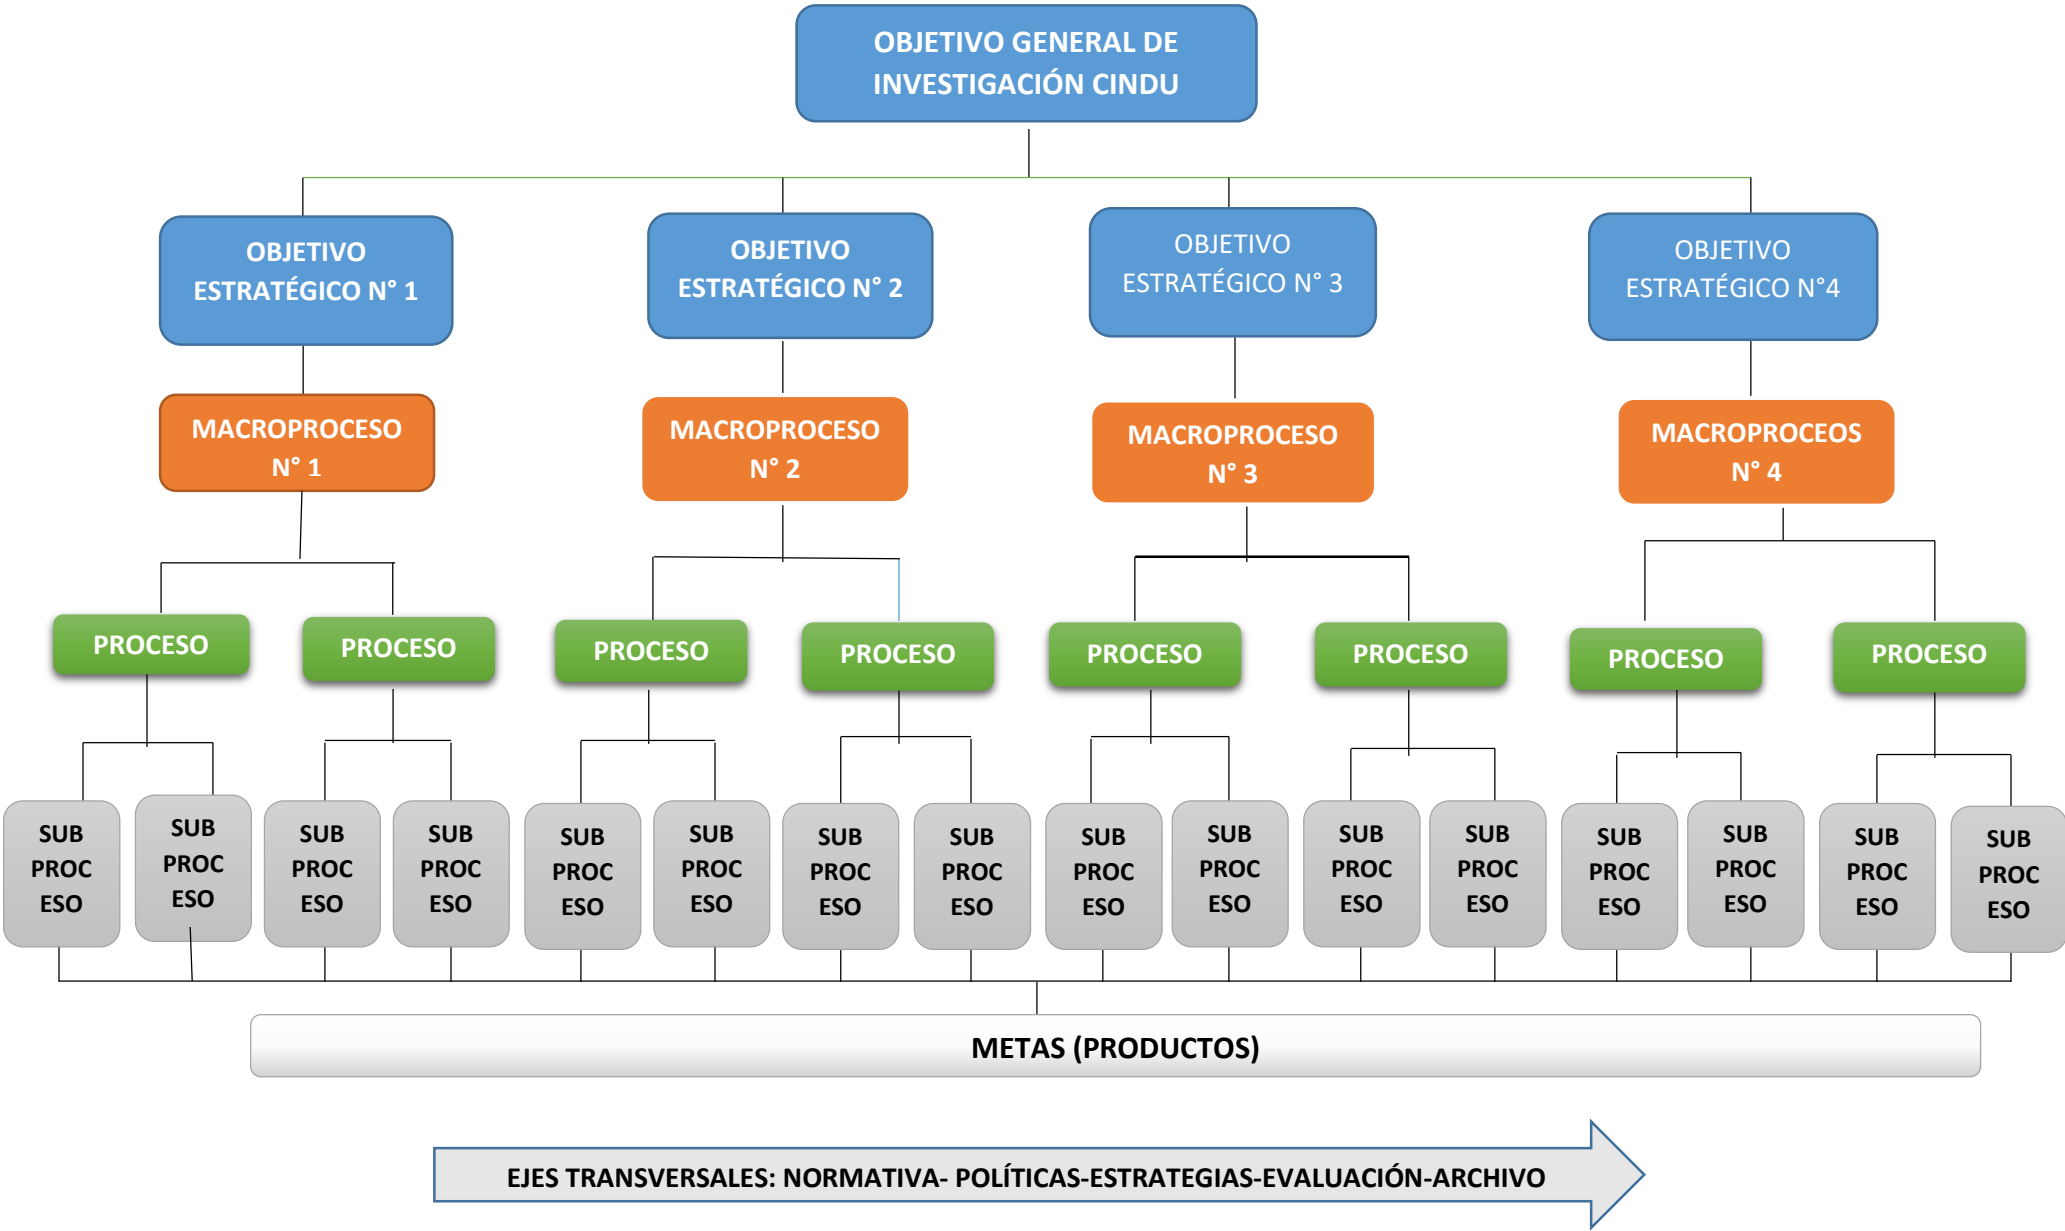 OBJETIVO GENERAL DE
INVESTIGACIÓN CINDU
OBJETIVO
ESTRATÉGICO N° 1
OBJETIVO
ESTRATÉGICO N° 2
OBJETIVO
ESTRATÉGICO N° 3
OBJETIVO
ESTRATÉGICO N°4
MACROPROCESO
N° 1
MACROPROCESO
N° 2
MACROPROCESO
N° 3
MACROPROCEOS
N° 4
PROCESO
PROCESO
PROCESO
PROCESO
PROCESO
PROCESO
PROCESO
PROCESO
SUB
PROC
ESO
SUB
PROC
ESO
SUB
PROC
ESO
SUB
PROC
ESO
SUB
PROC
ESO
SUB
PROC
ESO
SUB
PROC
ESO
SUB
PROC
ESO
SUB
PROC
ESO
SUB
PROC
ESO
SUB
PROC
ESO
SUB
PROC
ESO
SUB
PROC
ESO
SUB
PROC
ESO
SUB
PROC
ESO
SUB
PROC
ESO
METAS (PRODUCTOS)
EJES TRANSVERSALES: NORMATIVA- POLÍTICAS-ESTRATEGIAS-EVALUACIÓN-ARCHIVO